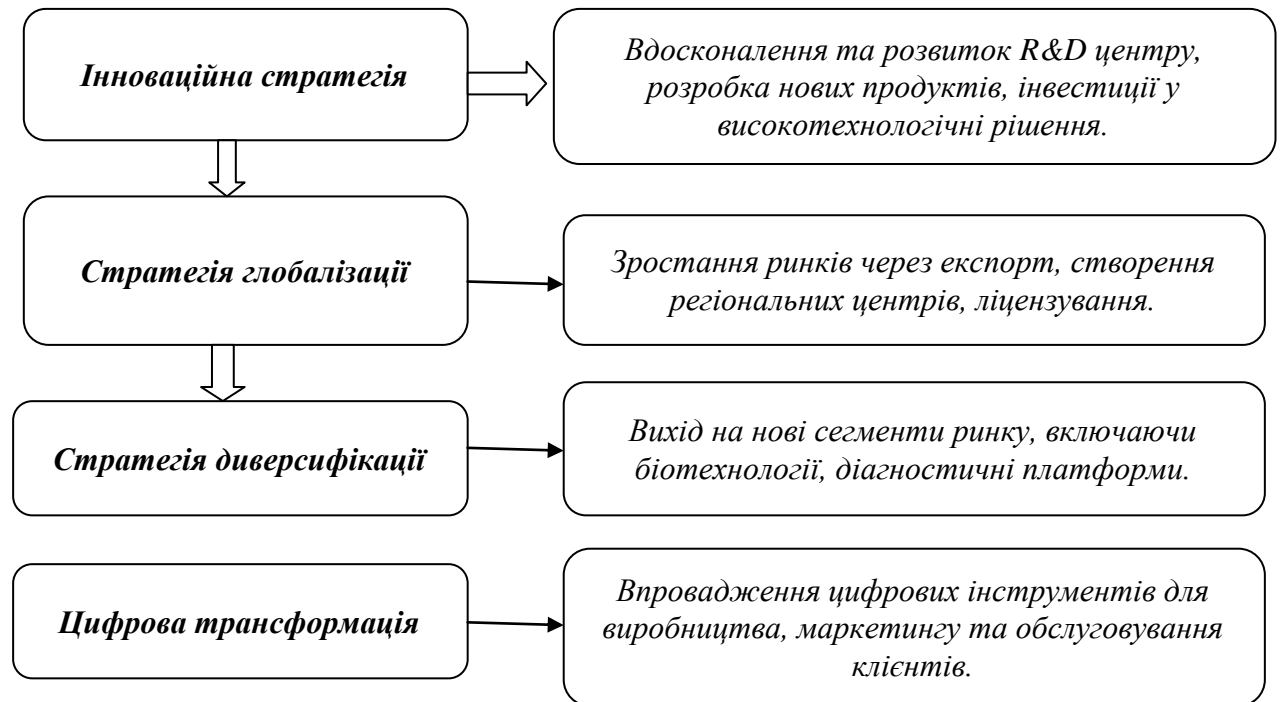 Інноваційна стратегія
Вдосконалення та розвиток R&D центру,
розробка нових продуктів, інвестиції у
високотехнологічні рішення.
Стратегія глобалізації
Зростання ринків через експорт, створення
регіональних центрів, ліцензування.
Стратегія диверсифікації
Вихід на нові сегменти ринку, включаючи
біотехнології, діагностичні платформи.
Цифрова трансформація
Впровадження цифрових інструментів для
виробництва, маркетингу та обслуговування
клієнтів.